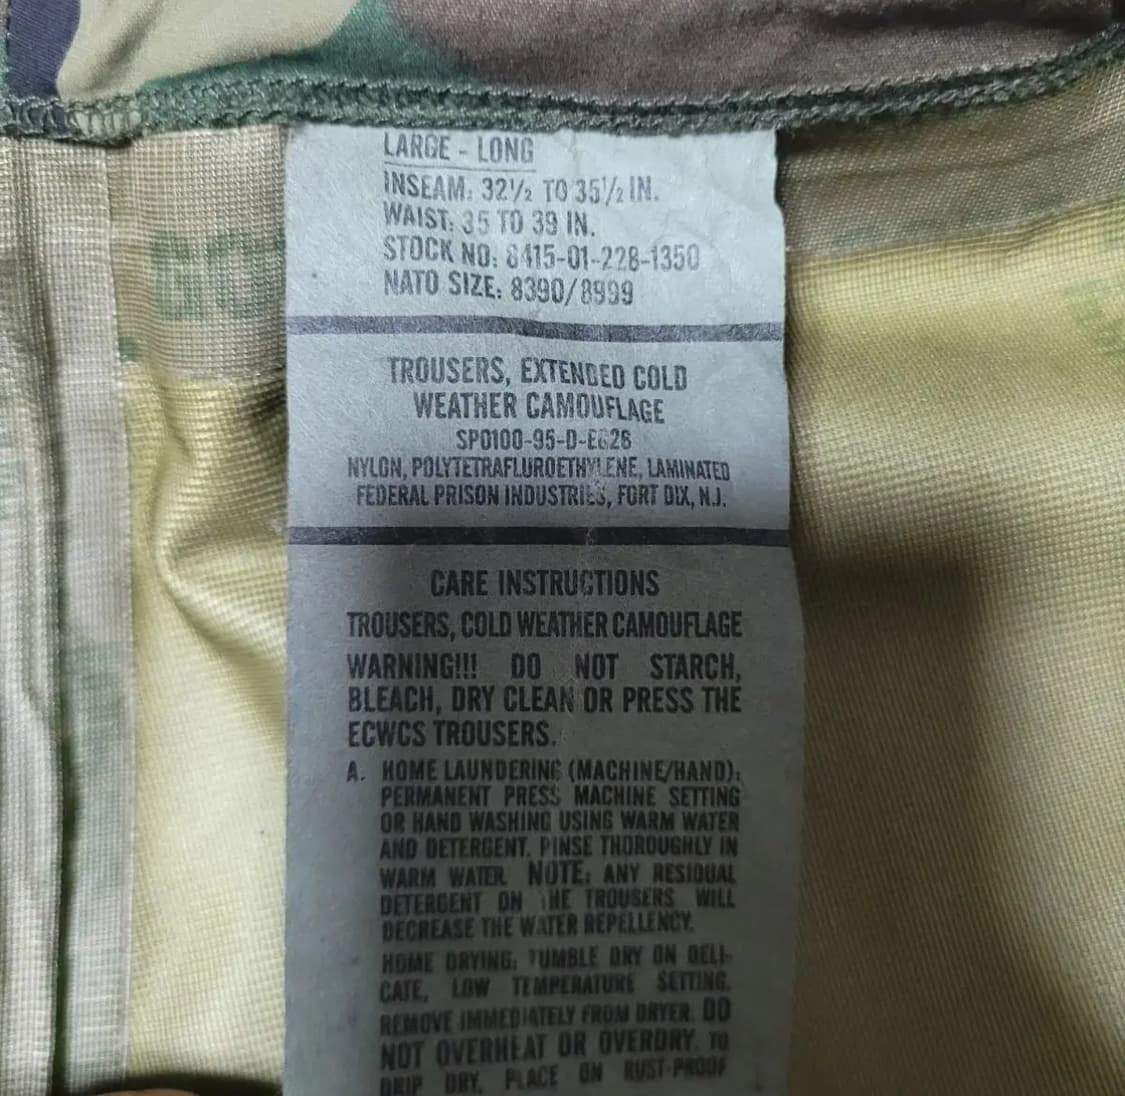 LARGE - LONG
INSEAM: 32½ TO 35½ IN.
WAIST: 35 TO 39 IN.
STOCK NO: 8415-01-228-1350
NATO SIZE: 8390/8999
TROUSERS, EXTENDED COLD
WEATHER CAMOUFLAGE
NYLON, POLYTETRAFLUROETHYLENE, LAMINATED
FEDERAL PRISON INDUSTRIES, FORT DIX, N.J.
CARE INSTRUCTIONS
TROUSERS, COLD WEATHER CAMOUFLAGE
WARNING!!! DO NOT STARCH,
BLEACH, DRY CLEAN OR PRESS THE
ECWCS TROUSERS.
A. HOME LAUNDERING (MACHINE/HAND):
PERMANENT PRESS MACHINE SETTING
OR HAND WASHING USING WARM WATER
AND DETERGENT. PINSE THOROUGHLY IN
WARM WATER. NOTE: ANY RESIDUAL
DETERGENT ON THE TROUSERS WILL
DECREASE THE WATER REPELLENCY.
HOME DRYING: TUMBLE DRY ON DELI-
CATE, LOW TEMPERATURE SETTING.
REMOVE IMMEDIATELY FROM DRYER. DO
NOT OVERHEAT OR OVERDRY. TO
DRIP DRY, PLACE ON RUST-PROOF